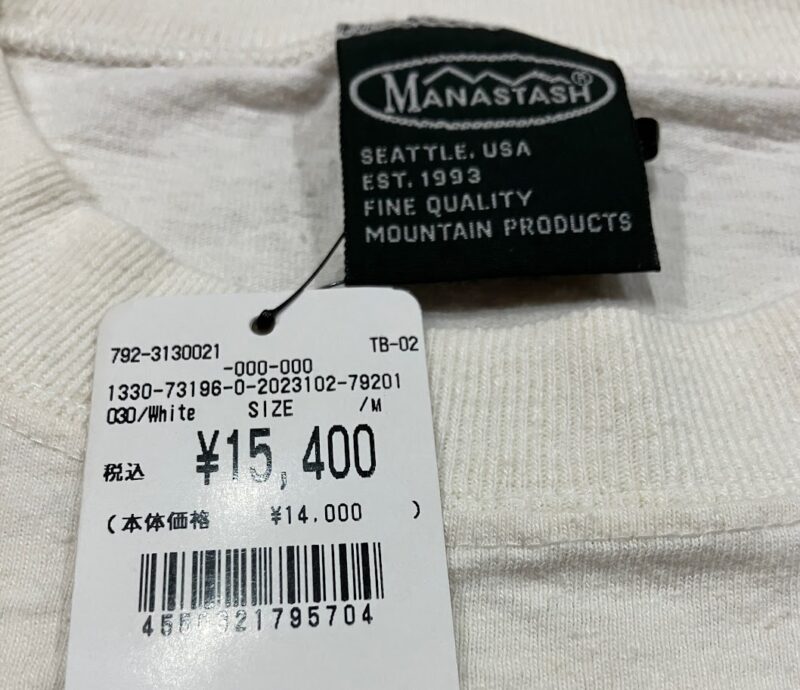 MANASTASH®
SEATTLE, USA
EST. 1993
FINE QUALITY
MOUNTAIN PRODUCTS
792-3130021 TB-02
-000-000
1330-73196-0-2023102-79201
030/White SIZE /M
税込 ¥15,400
(本体価格 ¥14,000 )